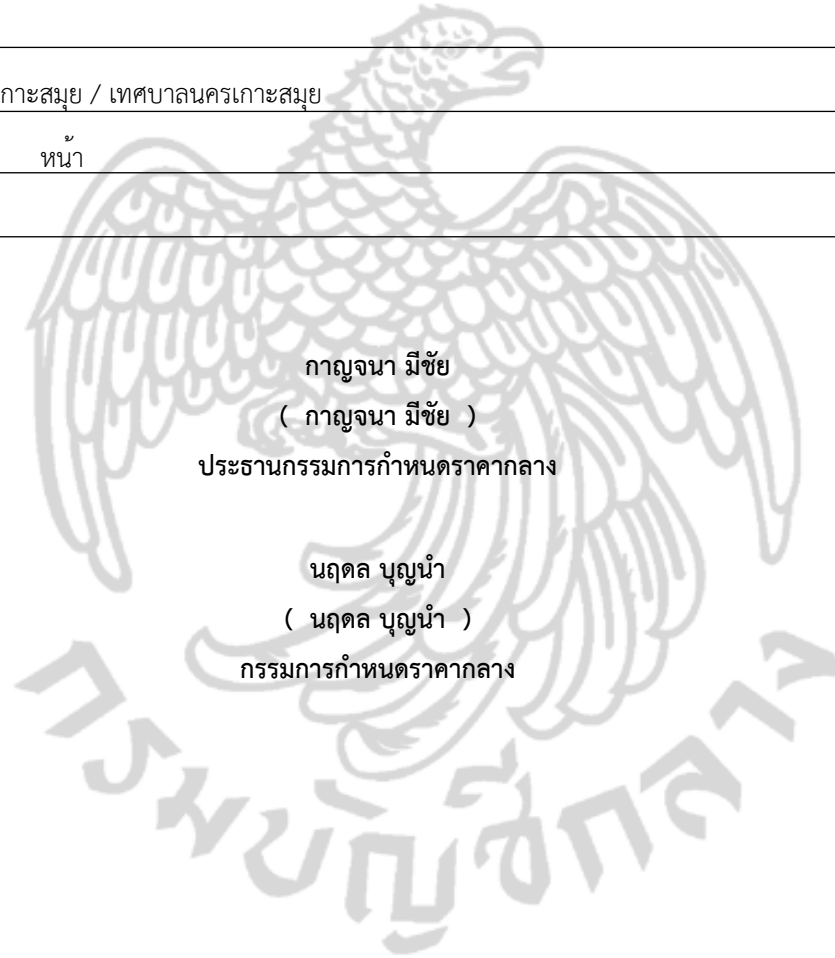 กาะสมุย / เทศบาลนครเกาะสมุย
หน้า
กาญจนา มีชัย
( กาญจนา มีชัย )
ประธานกรรมการกำหนดราคากลาง
นฤดล บุญนำ
( นฤดล บุญนำ )
กรรมการกำหนดราคากลาง
กรมบัญชีกลาง